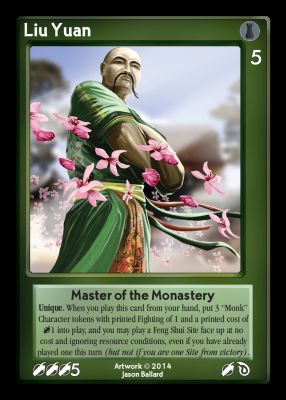 Liu Yuan
5
Master of the Monastery
Unique. When you play this card from your hand, put 3 "Monk"
Character tokens with printed Fighting of 1 and a printed cost of
1 into play, and you may play a Feng Shui Site face up at no
cost and ignoring resource conditions, even if you have already
played one this turn (but not if you are one Site from victory).
5
Artwork © 2014
Jason Ballard